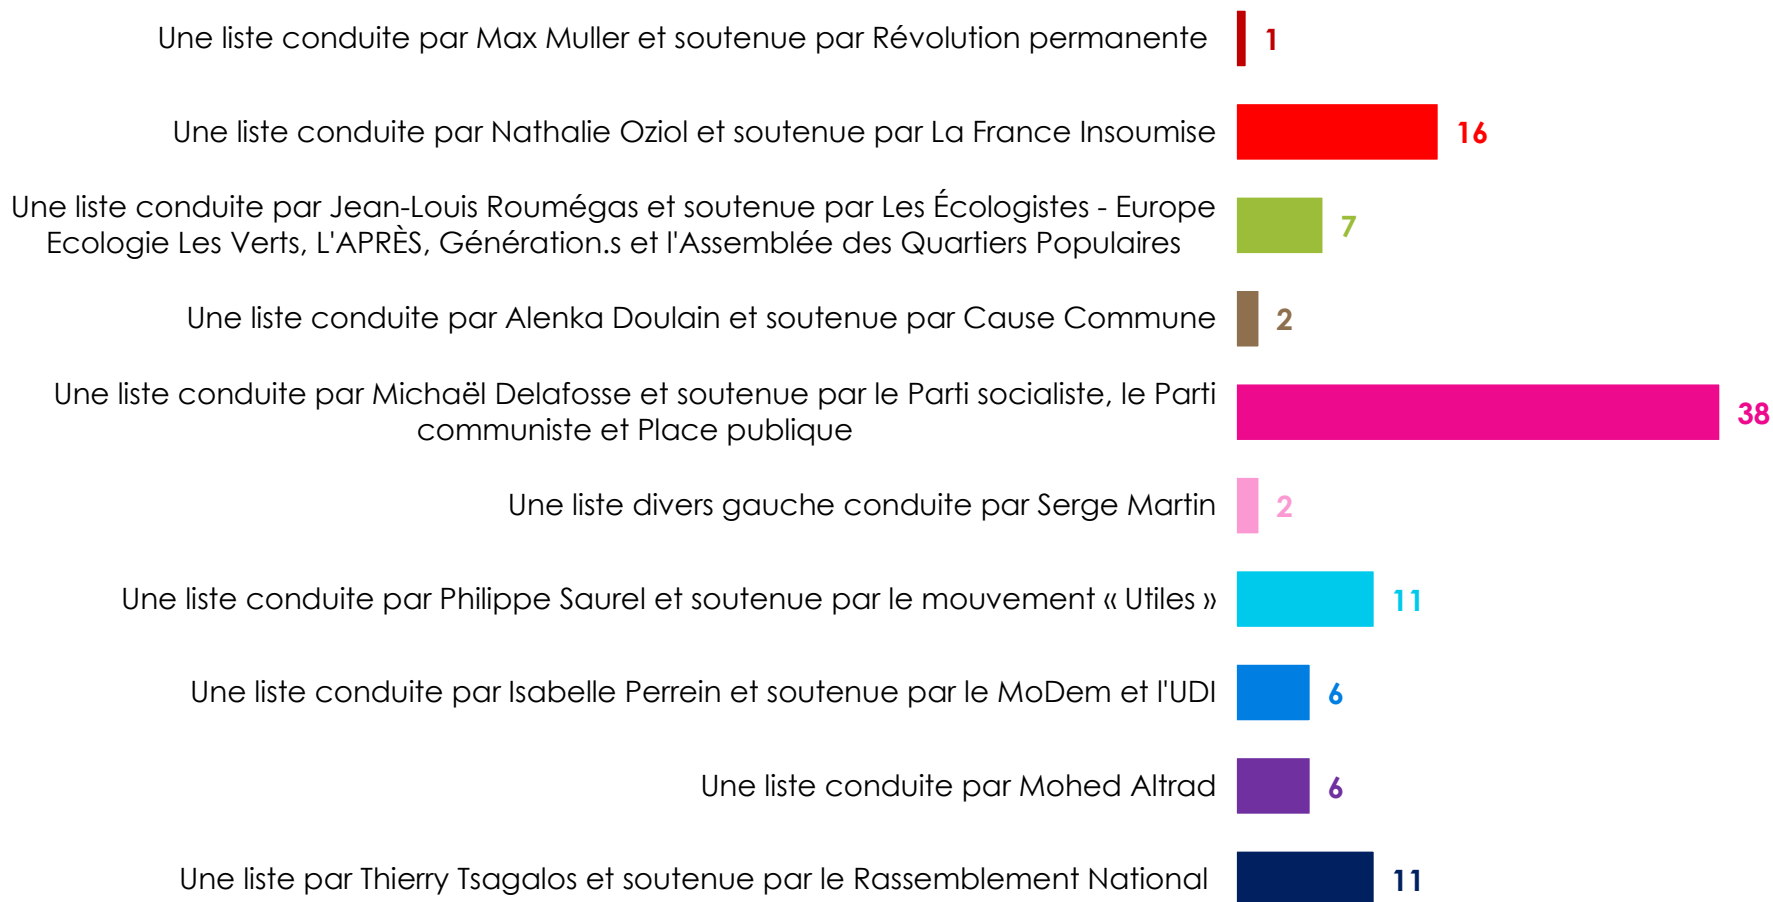 Une liste conduite par Max Muller et soutenue par Révolution permanente 1
Une liste conduite par Nathalie Oziol et soutenue par La France Insoumise 16
Une liste conduite par Jean-Louis Roumégas et soutenue par Les Écologistes - Europe
Ecologie Les Verts, L'APRÈS, Génération.s et l'Assemblée des Quartiers Populaires 7
Une liste conduite par Alenka Doulain et soutenue par Cause Commune 2
Une liste conduite par Michaël Delafosse et soutenue par le Parti socialiste, le Parti
communiste et Place publique 38
Une liste divers gauche conduite par Serge Martin 2
Une liste conduite par Philippe Saurel et soutenue par le mouvement « Utiles » 11
Une liste conduite par Isabelle Perrein et soutenue par le MoDem et l'UDI 6
Une liste conduite par Mohed Altrad 6
Une liste par Thierry Tsagalos et soutenue par le Rassemblement National 11